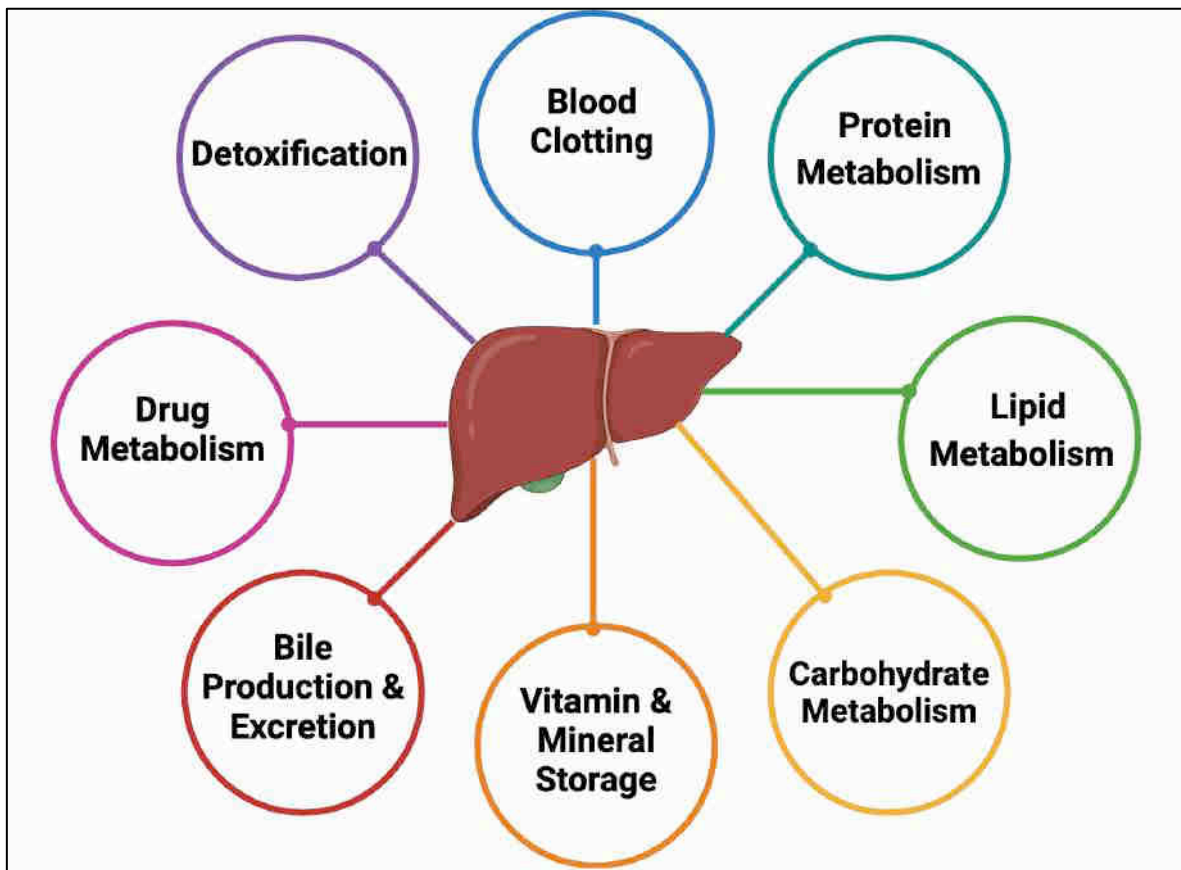 Blood
Clotting
Detoxification
Protein
Metabolism
Drug
Metabolism
Lipid
Metabolism
Bile
Production &
Excretion
Vitamin &
Mineral
Storage
Carbohydrate
Metabolism